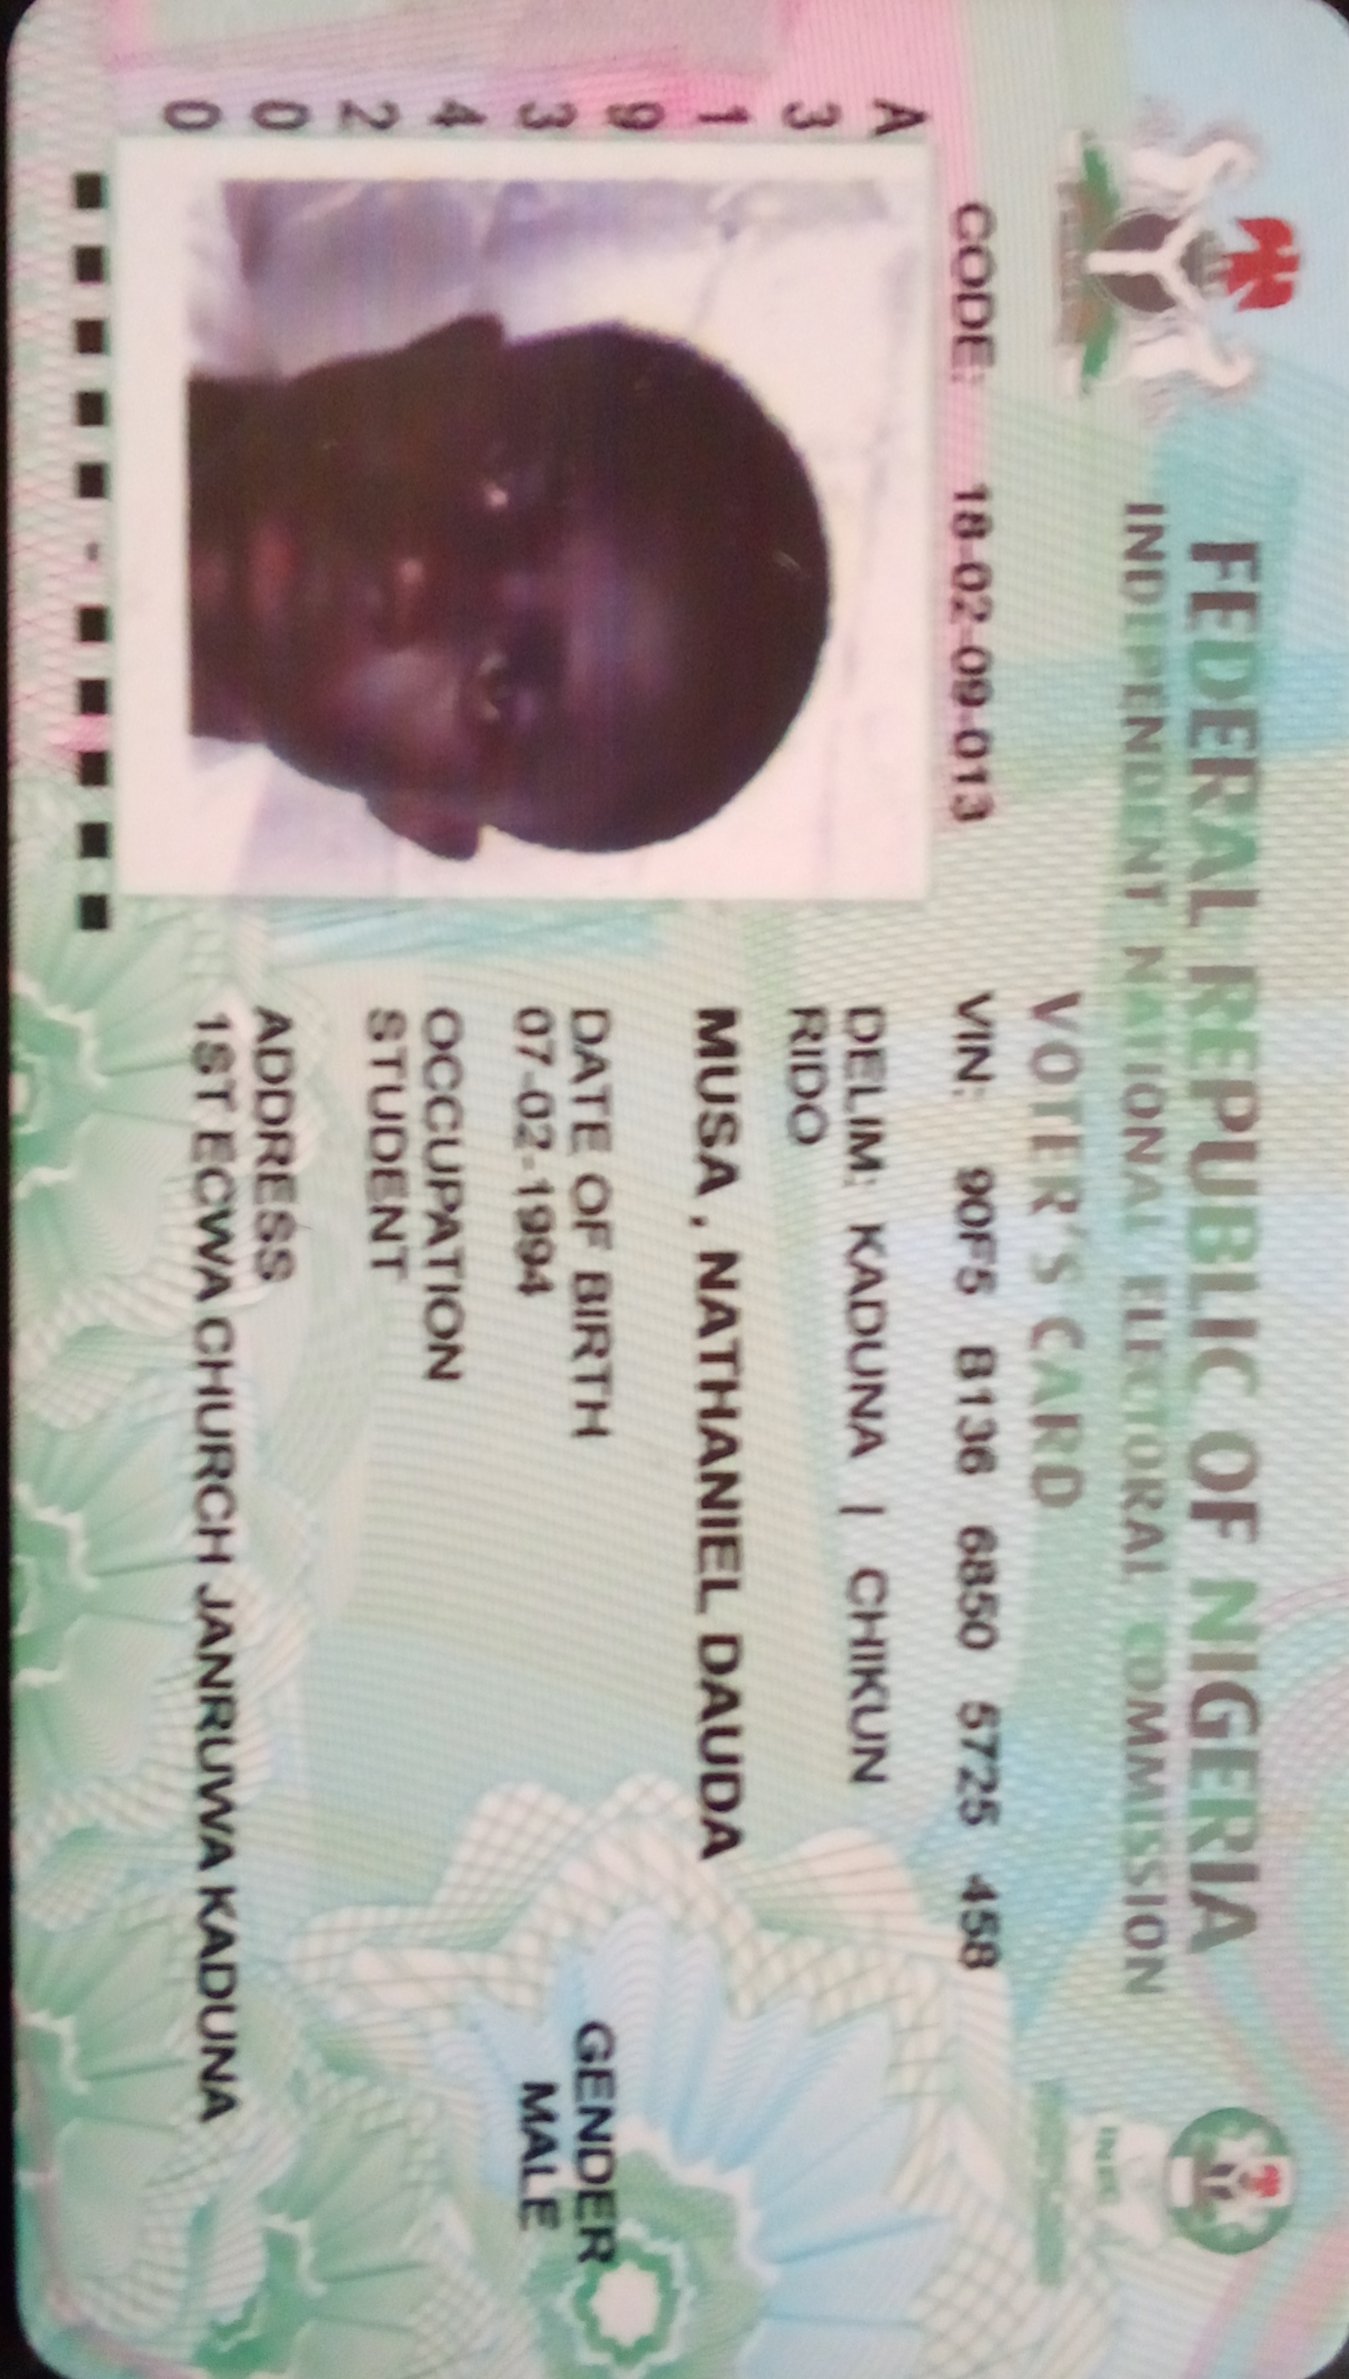 FEDERAL REPUBLIC OF NIGERIA
INDEPENDENT NATIONAL ELECTORAL COMMISSION
INEC
VOTER'S CARD
CODE: 18-02-09-013
VIN: 90F5 B136 6850 5725 458
DELIM: KADUNA | CHIKUN
RIDO
MUSA , NATHANIEL DAUDA
DATE OF BIRTH
07-02-1994
GENDER
MALE
OCCUPATION
STUDENT
ADDRESS
1ST ECWA CHURCH JANRUWA KADUNA
A
3
1
9
3
4
2
0
0